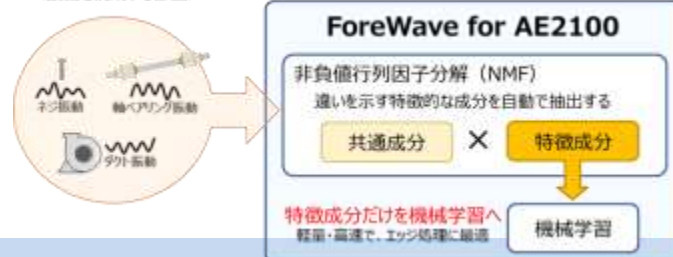 ForeWave for AE2100
非負値行列因子分解（NMF）
違いを示す特徴的な成分を自動で抽出する
共通成分 × 特徴成分
ネジ振動
軸ベアリング振動
ダクト振動
特徴成分だけを機械学習へ
軽量・高速で、エッジ処理に最適
機械学習